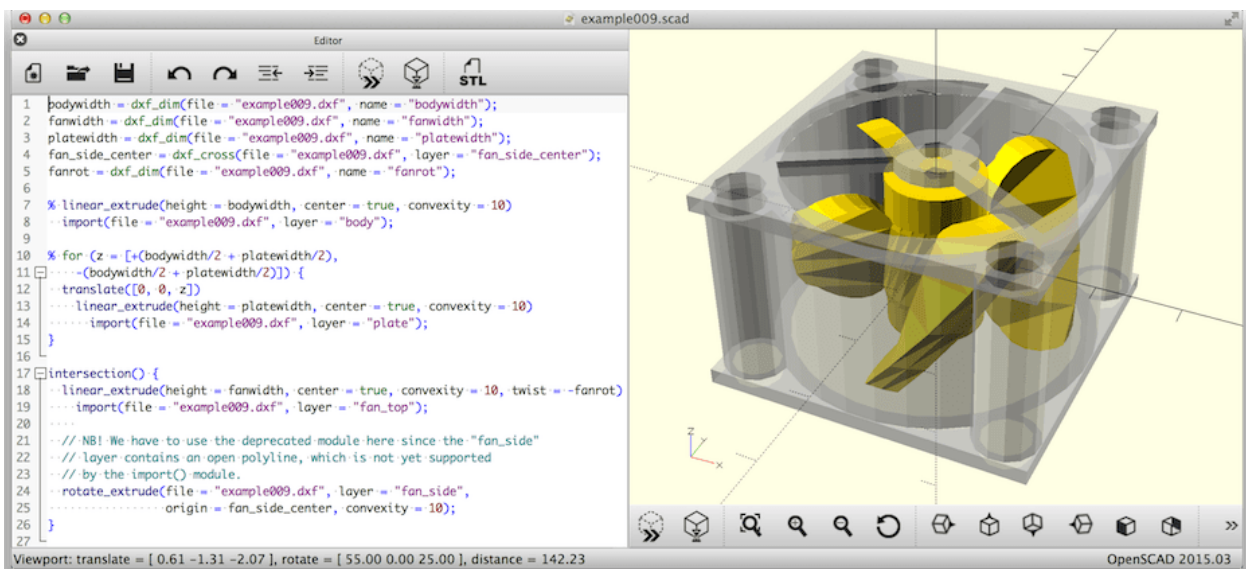 example009.scad
Editor
STL
1 bodywidth = dxf_dim(file = "example009.dxf", name = "bodywidth");
2 fanwidth = dxf_dim(file = "example009.dxf", name = "fanwidth");
3 platewidth = dxf_dim(file = "example009.dxf", name = "platewidth");
4 fan_side_center = dxf_cross(file = "example009.dxf", layer = "fan_side_center");
5 fanrot = dxf_dim(file = "example009.dxf", name = "fanrot");
6
7 % linear_extrude(height = bodywidth, center = true, convexity = 10)
8 import(file = "example009.dxf", layer = "body");
9
10 % for (z = [+(bodywidth/2 + platewidth/2),
11 -(bodywidth/2 + platewidth/2)]) {
12 translate([0, 0, z])
13 linear_extrude(height = platewidth, center = true, convexity = 10)
14 import(file = "example009.dxf", layer = "plate");
15 }
16
17 intersection() {
18 linear_extrude(height = fanwidth, center = true, convexity = 10, twist = -fanrot)
19 import(file = "example009.dxf", layer = "fan_top");
20
21 // NB! We have to use the deprecated module here since the "fan_side"
22 // layer contains an open polyline, which is not yet supported
23 // by the import() module.
24 rotate_extrude(file = "example009.dxf", layer = "fan_side",
25 origin = fan_side_center, convexity = 10);
26 }
27
z
y
x
Viewport: translate = [ 0.61 -1.31 -2.07 ], rotate = [ 55.00 0.00 25.00 ], distance = 142.23
OpenSCAD 2015.03